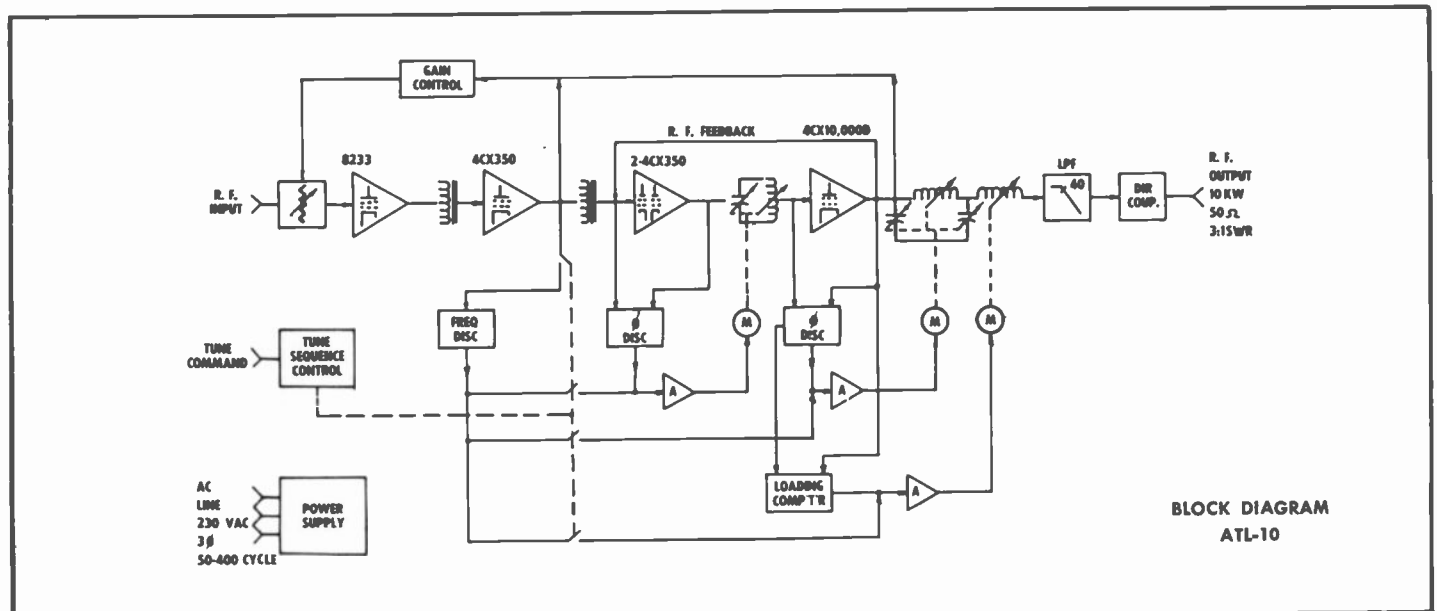 GAIN
CONTROL
R. F. FEEDBACK
4CX10,000D
8233
4CX350
2-4CX350
LPF
40
R. F.
INPUT
DIR
COUP.
R. F.
OUTPUT
10 KW
50 Ω
3:1SWR
FREQ
DISC
Ø
DISC
M
Ø
DISC
M
M
TUNE
COMMAND
TUNE
SEQUENCE
CONTROL
A
A
LOADING
COMP'T'R
A
AC
LINE
230 VAC
3Ø
50-400 CYCLE
POWER
SUPPLY
BLOCK DIAGRAM
ATL-10